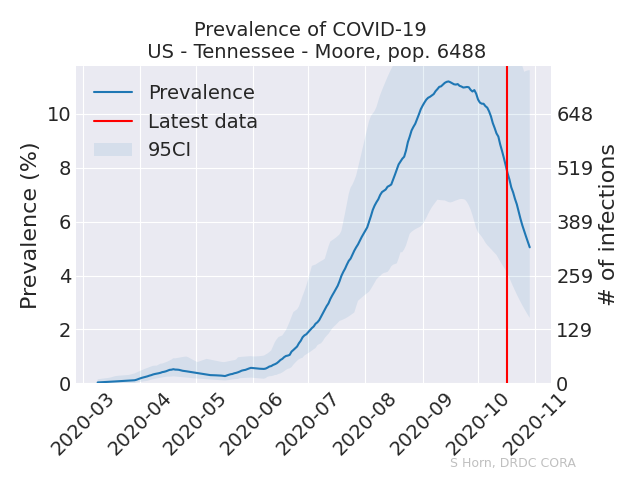 Prevalence of COVID-19
US - Tennessee - Moore, pop. 6488
Prevalence
Latest data
95CI
Prevalence (%)
10
8
6
4
2
0
648
519
389
259
129
0
# of infections
2020-03
2020-04
2020-05
2020-06
2020-07
2020-08
2020-09
2020-10
2020-11
S Horn, DRDC CORA